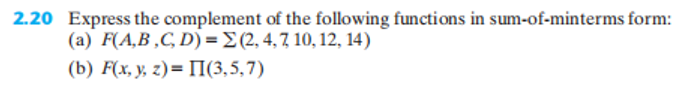 2.20 Express the complement of the following functions in sum-of-minterms form:
(a) F(A,B ,C, D) = ∑(2, 4, 7, 10, 12, 14)
(b) F(x, y, z)= ∏(3, 5, 7)